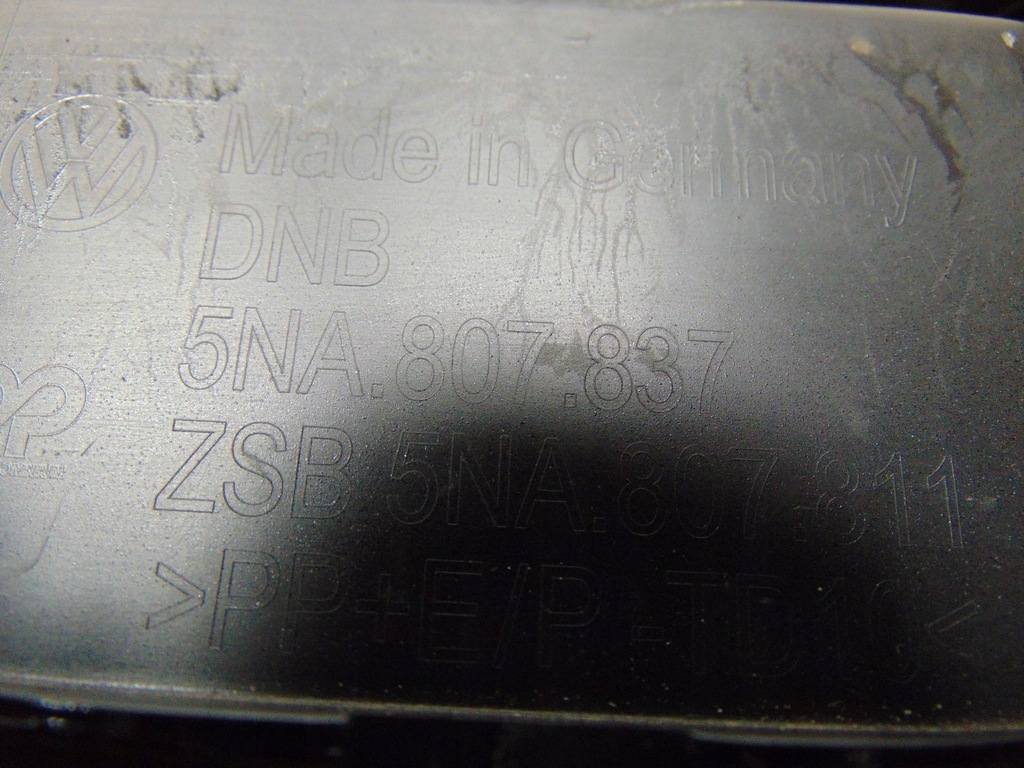 Made in Germany
DNB
5NA.807.837
ZSB 5NA.807.811
>PP+E/P-TD10<